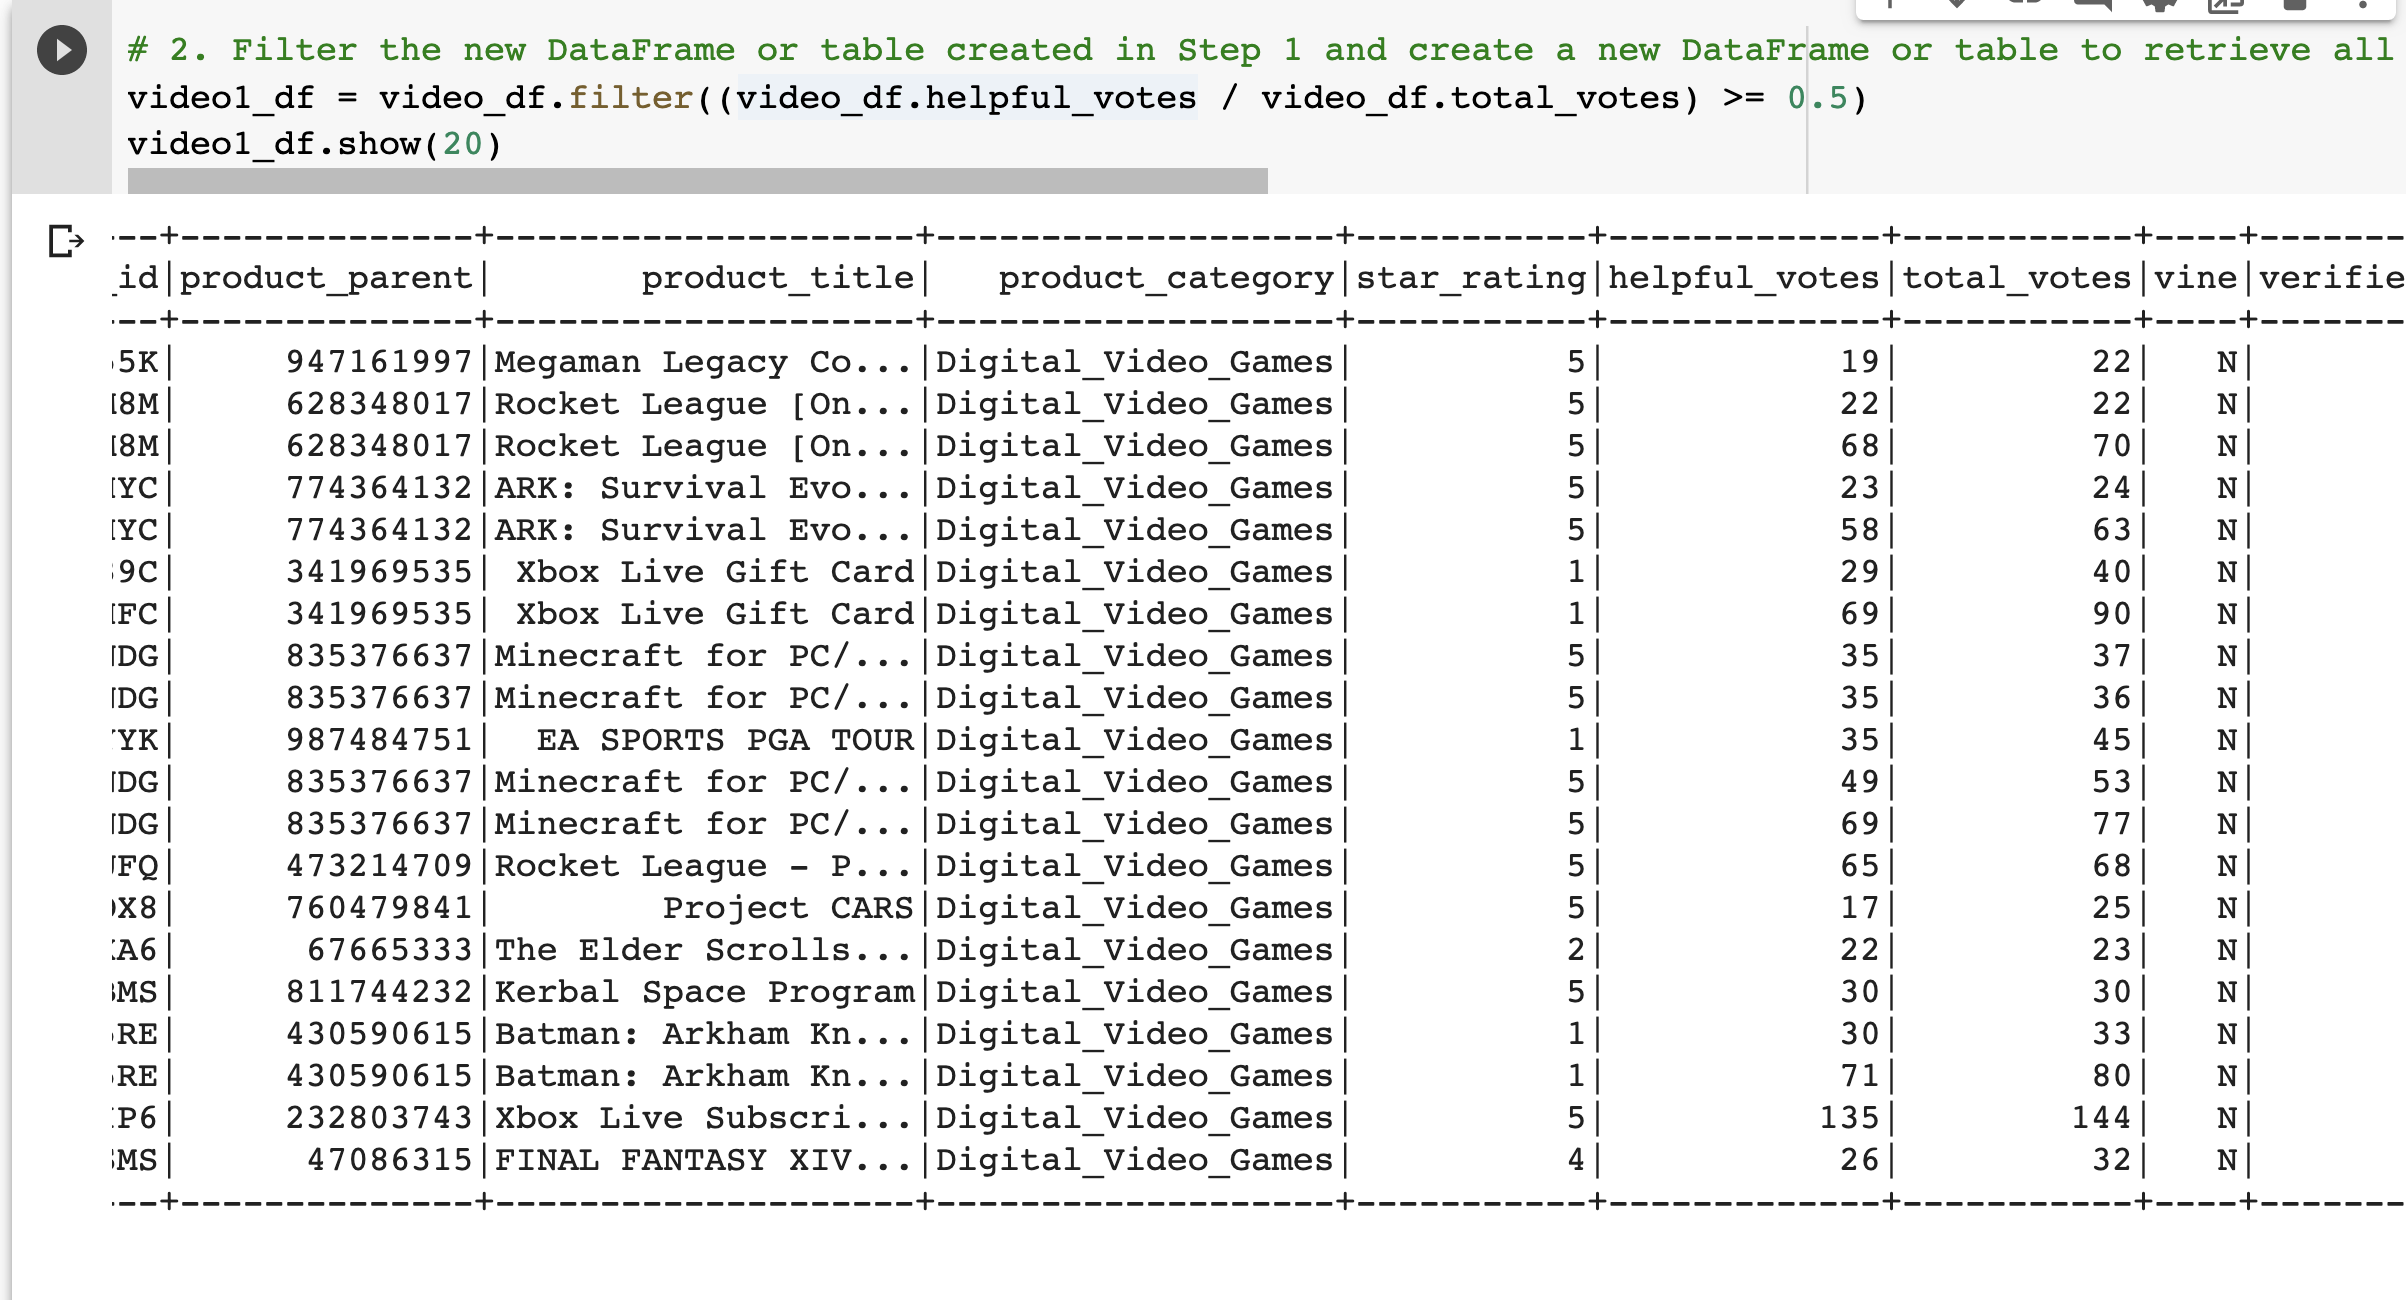 # 2. Filter the new DataFrame or table created in Step 1 and create a new DataFrame or table to retrieve all
video1_df = video_df.filter((video_df.helpful_votes / video_df.total_votes) >= 0.5)
video1_df.show(20)
---+--------------+--------------------+-------------------+-----------+-------------+-----------+----+-------
_id|product_parent|       product_title|   product_category|star_rating|helpful_votes|total_votes|vine|verifie
---+--------------+--------------------+-------------------+-----------+-------------+-----------+----+-------
5K|     947161997|Megaman Legacy Co...|Digital_Video_Games|          5|           19|         22|   N|
8M|     628348017|Rocket League [On...|Digital_Video_Games|          5|           22|         22|   N|
8M|     628348017|Rocket League [On...|Digital_Video_Games|          5|           68|         70|   N|
YC|     774364132|ARK: Survival Evo...|Digital_Video_Games|          5|           23|         24|   N|
YC|     774364132|ARK: Survival Evo...|Digital_Video_Games|          5|           58|         63|   N|
9C|     341969535| Xbox Live Gift Card|Digital_Video_Games|          1|           29|         40|   N|
FC|     341969535| Xbox Live Gift Card|Digital_Video_Games|          1|           69|         90|   N|
DG|     835376637|Minecraft for PC/...|Digital_Video_Games|          5|           35|         37|   N|
DG|     835376637|Minecraft for PC/...|Digital_Video_Games|          5|           35|         36|   N|
YK|     987484751|  EA SPORTS PGA TOUR|Digital_Video_Games|          1|           35|         45|   N|
DG|     835376637|Minecraft for PC/...|Digital_Video_Games|          5|           49|         53|   N|
DG|     835376637|Minecraft for PC/...|Digital_Video_Games|          5|           69|         77|   N|
FQ|     473214709|Rocket League - P...|Digital_Video_Games|          5|           65|         68|   N|
X8|     760479841|        Project CARS|Digital_Video_Games|          5|           17|         25|   N|
A6|      67665333|The Elder Scrolls...|Digital_Video_Games|          2|           22|         23|   N|
MS|     811744232|Kerbal Space Program|Digital_Video_Games|          5|           30|         30|   N|
RE|     430590615|Batman: Arkham Kn...|Digital_Video_Games|          1|           30|         33|   N|
RE|     430590615|Batman: Arkham Kn...|Digital_Video_Games|          1|           71|         80|   N|
P6|     232803743|Xbox Live Subscri...|Digital_Video_Games|          5|          135|        144|   N|
MS|      47086315|FINAL FANTASY XIV...|Digital_Video_Games|          4|           26|         32|   N|
---+--------------+--------------------+-------------------+-----------+-------------+-----------+----+-------